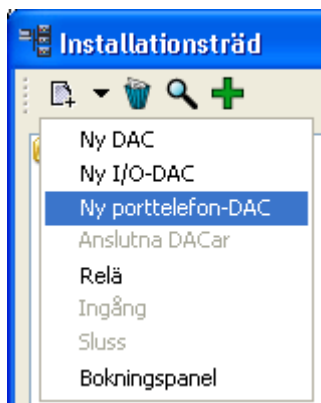 Installationsträd
Ny DAC
Ny I/O-DAC
Ny porttelefon-DAC
Anslutna DACar
Relä
Ingång
Sluss
Bokningspanel